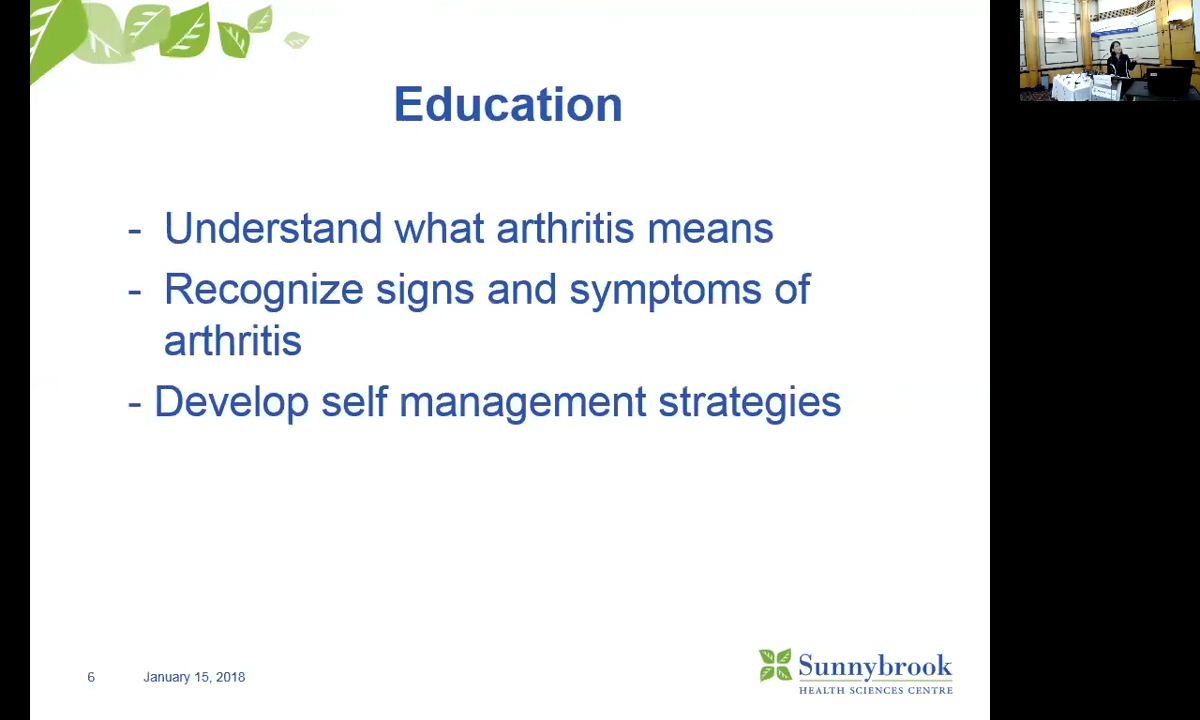 Education
- Understand what arthritis means
- Recognize signs and symptoms of
arthritis
- Develop self management strategies
6 January 15, 2018
Sunnybrook
HEALTH SCIENCES CENTRE